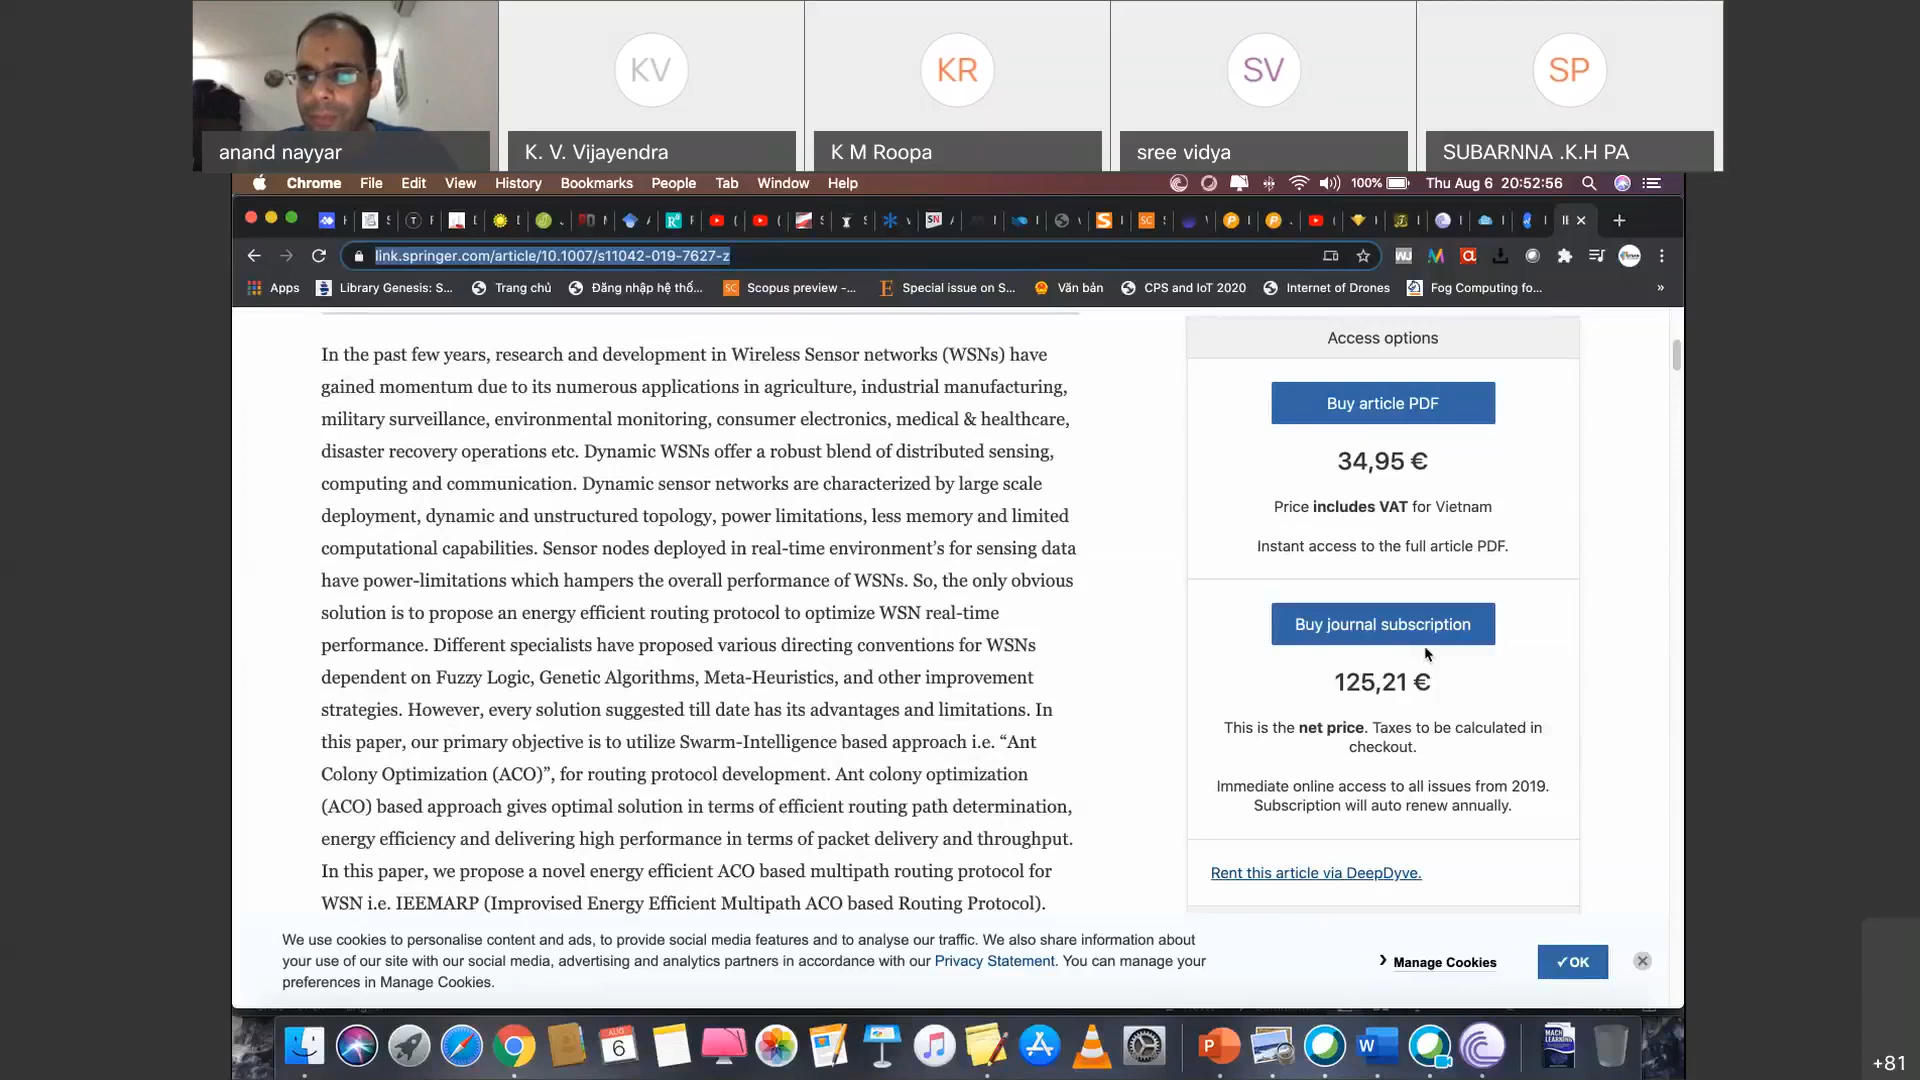 KV
KR
SV
SP
anand nayyar
K. V. Vijayendra
K M Roopa
sree vidya
SUBARNNA .K.H PA
Chrome File Edit View History Bookmarks People Tab Window Help
100% Thu Aug 6 20:52:56
link.springer.com/article/10.1007/s11042-019-7627-z
Apps Library Genesis: S... Trang chủ Đăng nhập hệ thố... Scopus preview -... Special issue on S... Văn bản CPS and IoT 2020 Internet of Drones Fog Computing fo... »
In the past few years, research and development in Wireless Sensor networks (WSNs) have
gained momentum due to its numerous applications in agriculture, industrial manufacturing,
military surveillance, environmental monitoring, consumer electronics, medical & healthcare,
disaster recovery operations etc. Dynamic WSNs offer a robust blend of distributed sensing,
computing and communication. Dynamic sensor networks are characterized by large scale
deployment, dynamic and unstructured topology, power limitations, less memory and limited
computational capabilities. Sensor nodes deployed in real-time environment’s for sensing data
have power-limitations which hampers the overall performance of WSNs. So, the only obvious
solution is to propose an energy efficient routing protocol to optimize WSN real-time
performance. Different specialists have proposed various directing conventions for WSNs
dependent on Fuzzy Logic, Genetic Algorithms, Meta-Heuristics, and other improvement
strategies. However, every solution suggested till date has its advantages and limitations. In
this paper, our primary objective is to utilize Swarm-Intelligence based approach i.e. “Ant
Colony Optimization (ACO)”, for routing protocol development. Ant colony optimization
(ACO) based approach gives optimal solution in terms of efficient routing path determination,
energy efficiency and delivering high performance in terms of packet delivery and throughput.
In this paper, we propose a novel energy efficient ACO based multipath routing protocol for
WSN i.e. IEEMARP (Improvised Energy Efficient Multipath ACO based Routing Protocol).
Access options
Buy article PDF
34,95 €
Price includes VAT for Vietnam
Instant access to the full article PDF.
Buy journal subscription
125,21 €
This is the net price. Taxes to be calculated in
checkout.
Immediate online access to all issues from 2019.
Subscription will auto renew annually.
Rent this article via DeepDyve.
We use cookies to personalise content and ads, to provide social media features and to analyse our traffic. We also share information about
your use of our site with our social media, advertising and analytics partners in accordance with our Privacy Statement. You can manage your
preferences in Manage Cookies.
Manage Cookies
✓OK
AUG
6
+81